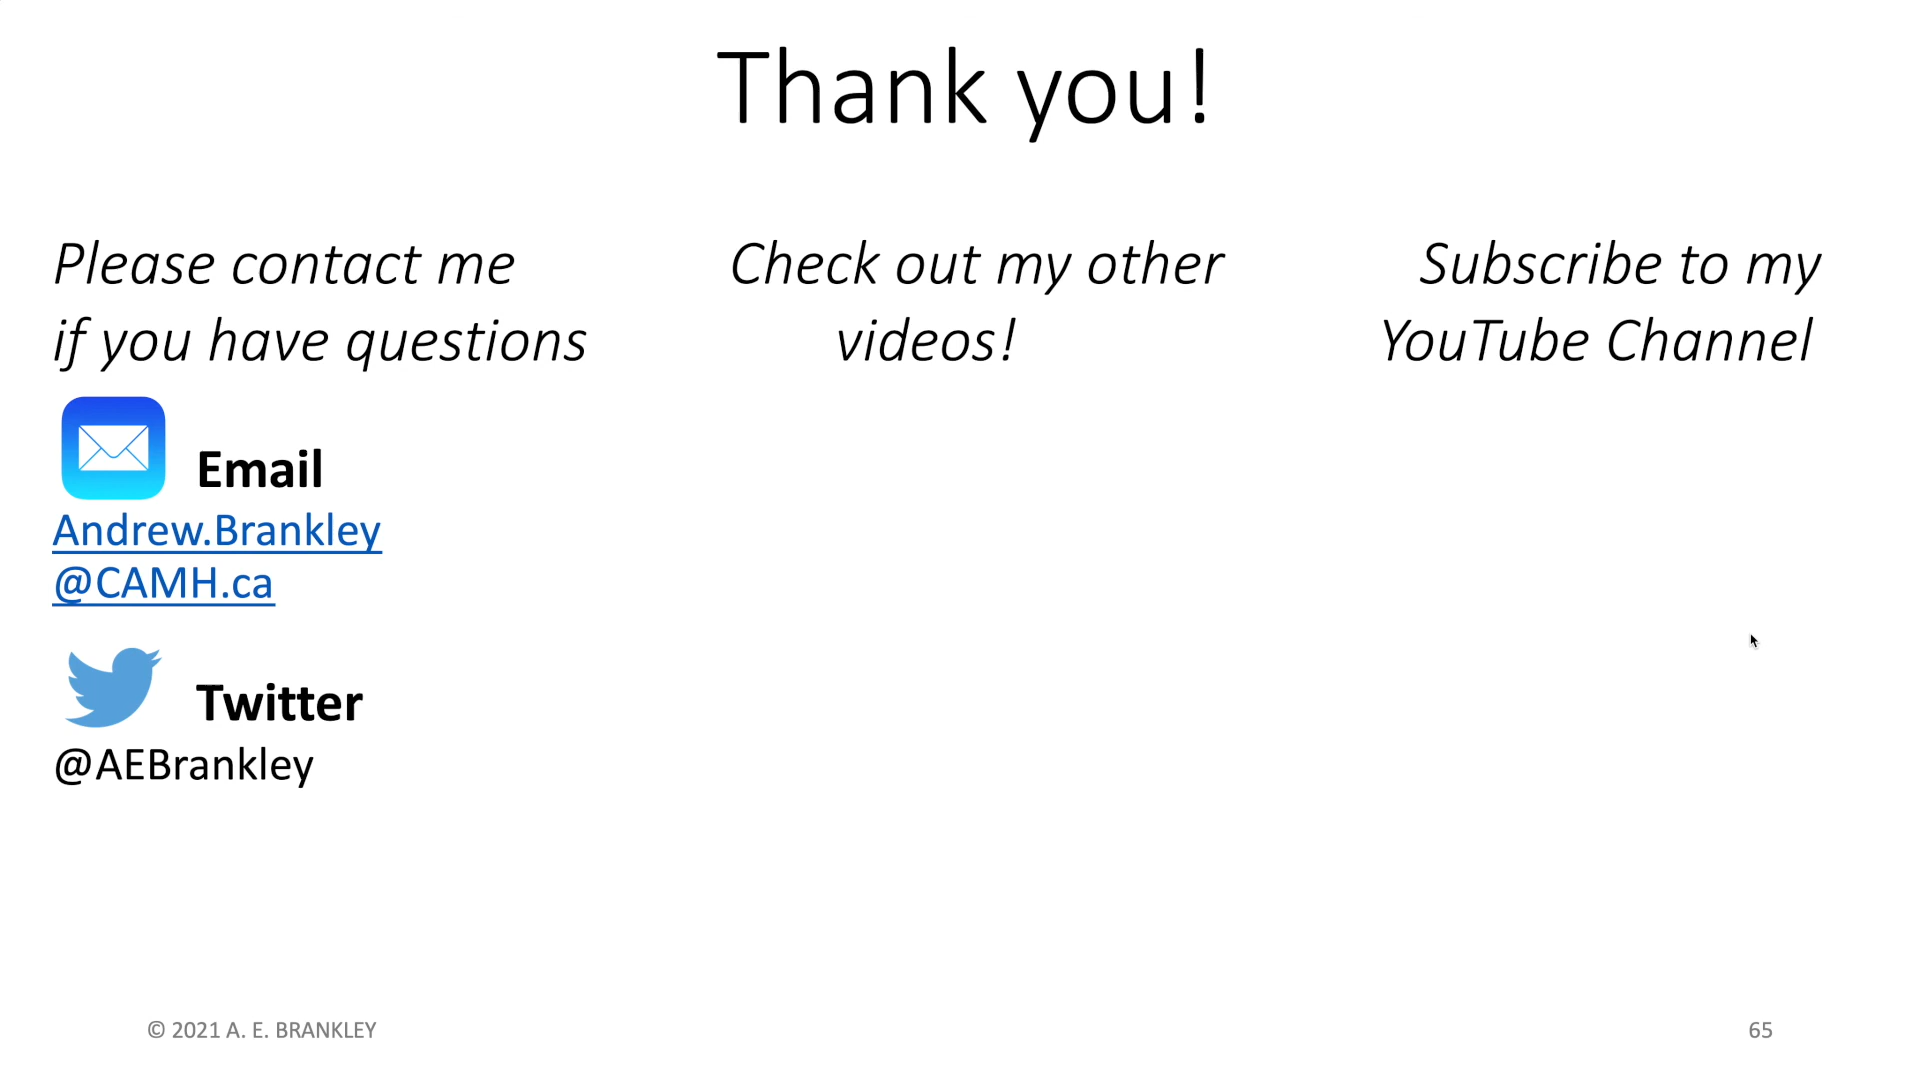 Thank you!
Please contact me
if you have questions
Check out my other
videos!
Subscribe to my
YouTube Channel
Email
Andrew.Brankley
@CAMH.ca
Twitter
@AEBrankley
© 2021 A. E. BRANKLEY
65